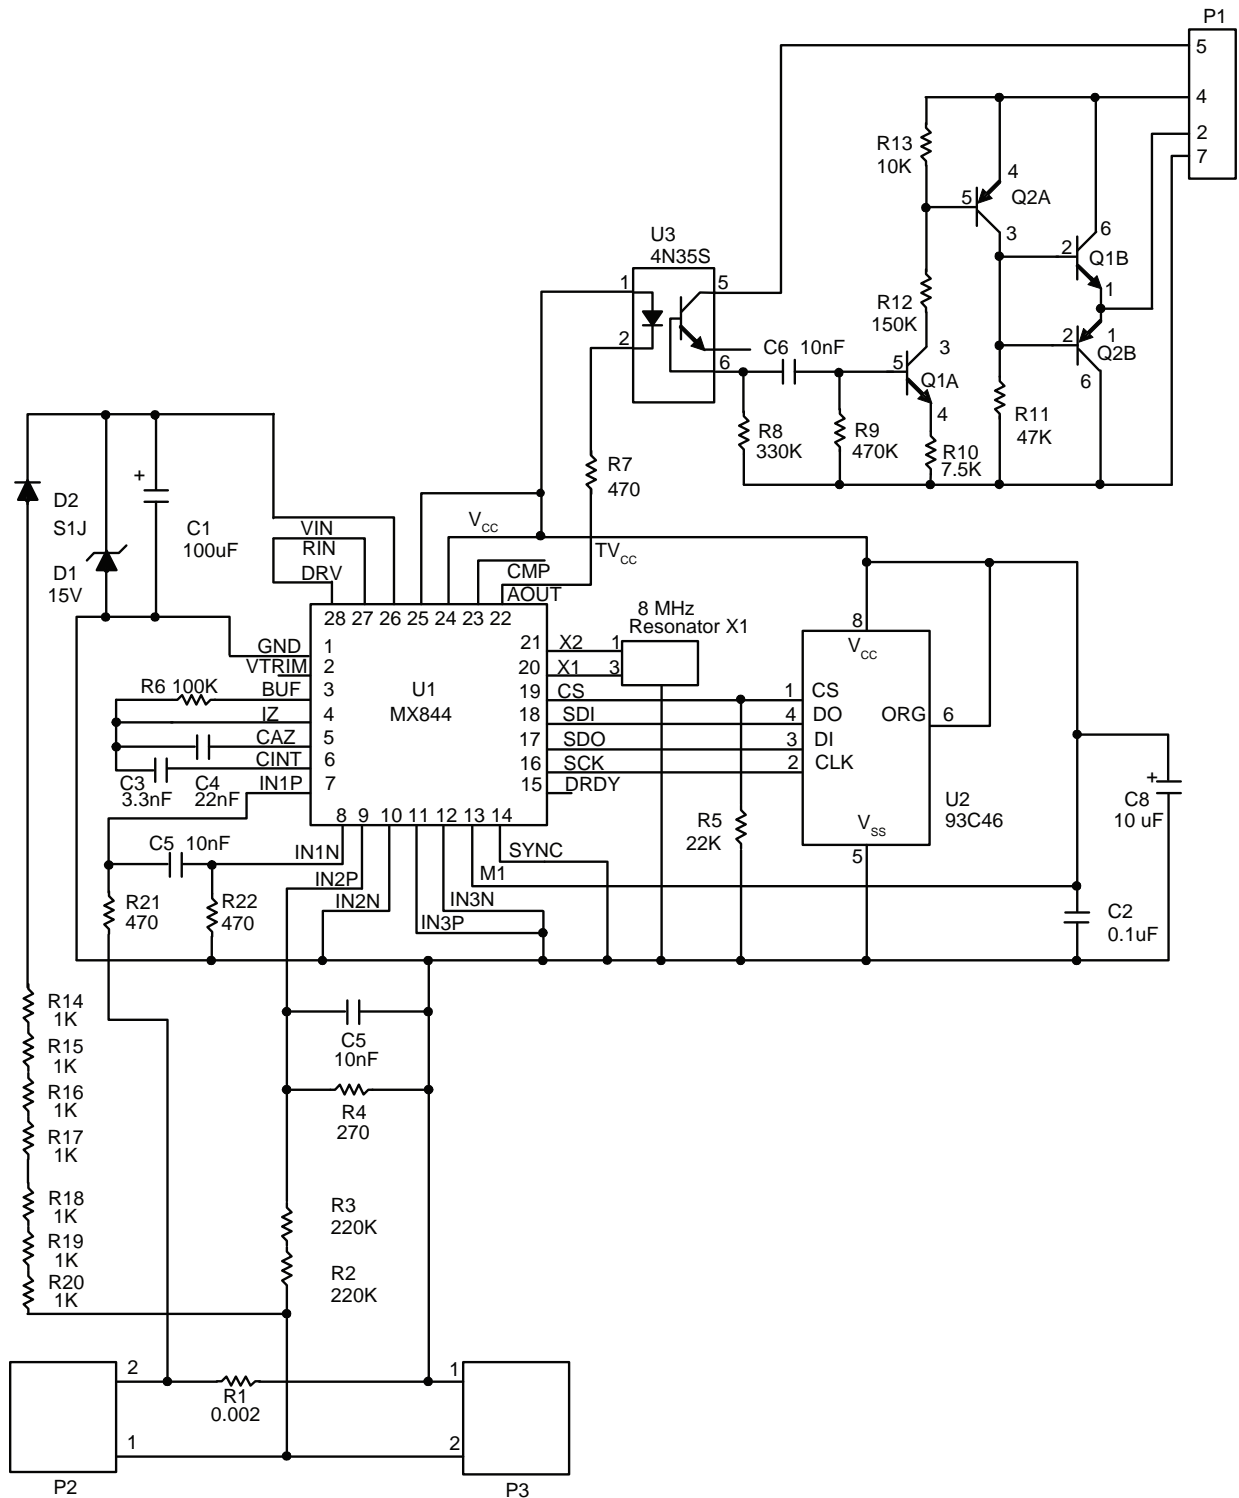 P1
5
4
2
7
R13
10K
4
5
Q2A
3
6
2
Q1B
1
R12
150K
U3
4N35S
1
5
2
6
C6 10nF
3
5
Q1A
4
2
1
Q2B
6
R8
330K
R9
470K
R10
7.5K
R11
47K
R7
470
D2
S1J
D1
15V
+
C1
100uF
VIN
RIN
DRV
VCC
TVCC
CMP
AOUT
28 27 26 25 24 23 22
8 MHz
Resonator X1
GND 1
VTRIM 2
R6 100K BUF 3
IZ 4
CAZ 5
CINT 6
IN1P 7
C3
3.3nF
C4
22nF
U1
MX844
21 X2 1
20 X1 3
19 CS
18 SDI
17 SDO
16 SCK
15 DRDY
8
VCC
1 CS
4 DO
3 DI
2 CLK
ORG 6
VSS
5
U2
93C46
R5
22K
+
C8
10 uF
8 9 10 11 12 13 14
C5 10nF
IN1N
IN2P
IN2N
IN3P
IN3N
M1
SYNC
R21
470
R22
470
C2
0.1uF
R14
1K
R15
1K
R16
1K
R17
1K
R18
1K
R19
1K
R20
1K
C5
10nF
R4
270
R3
220K
R2
220K
2
1
R1
0.002
1
2
P2
P3